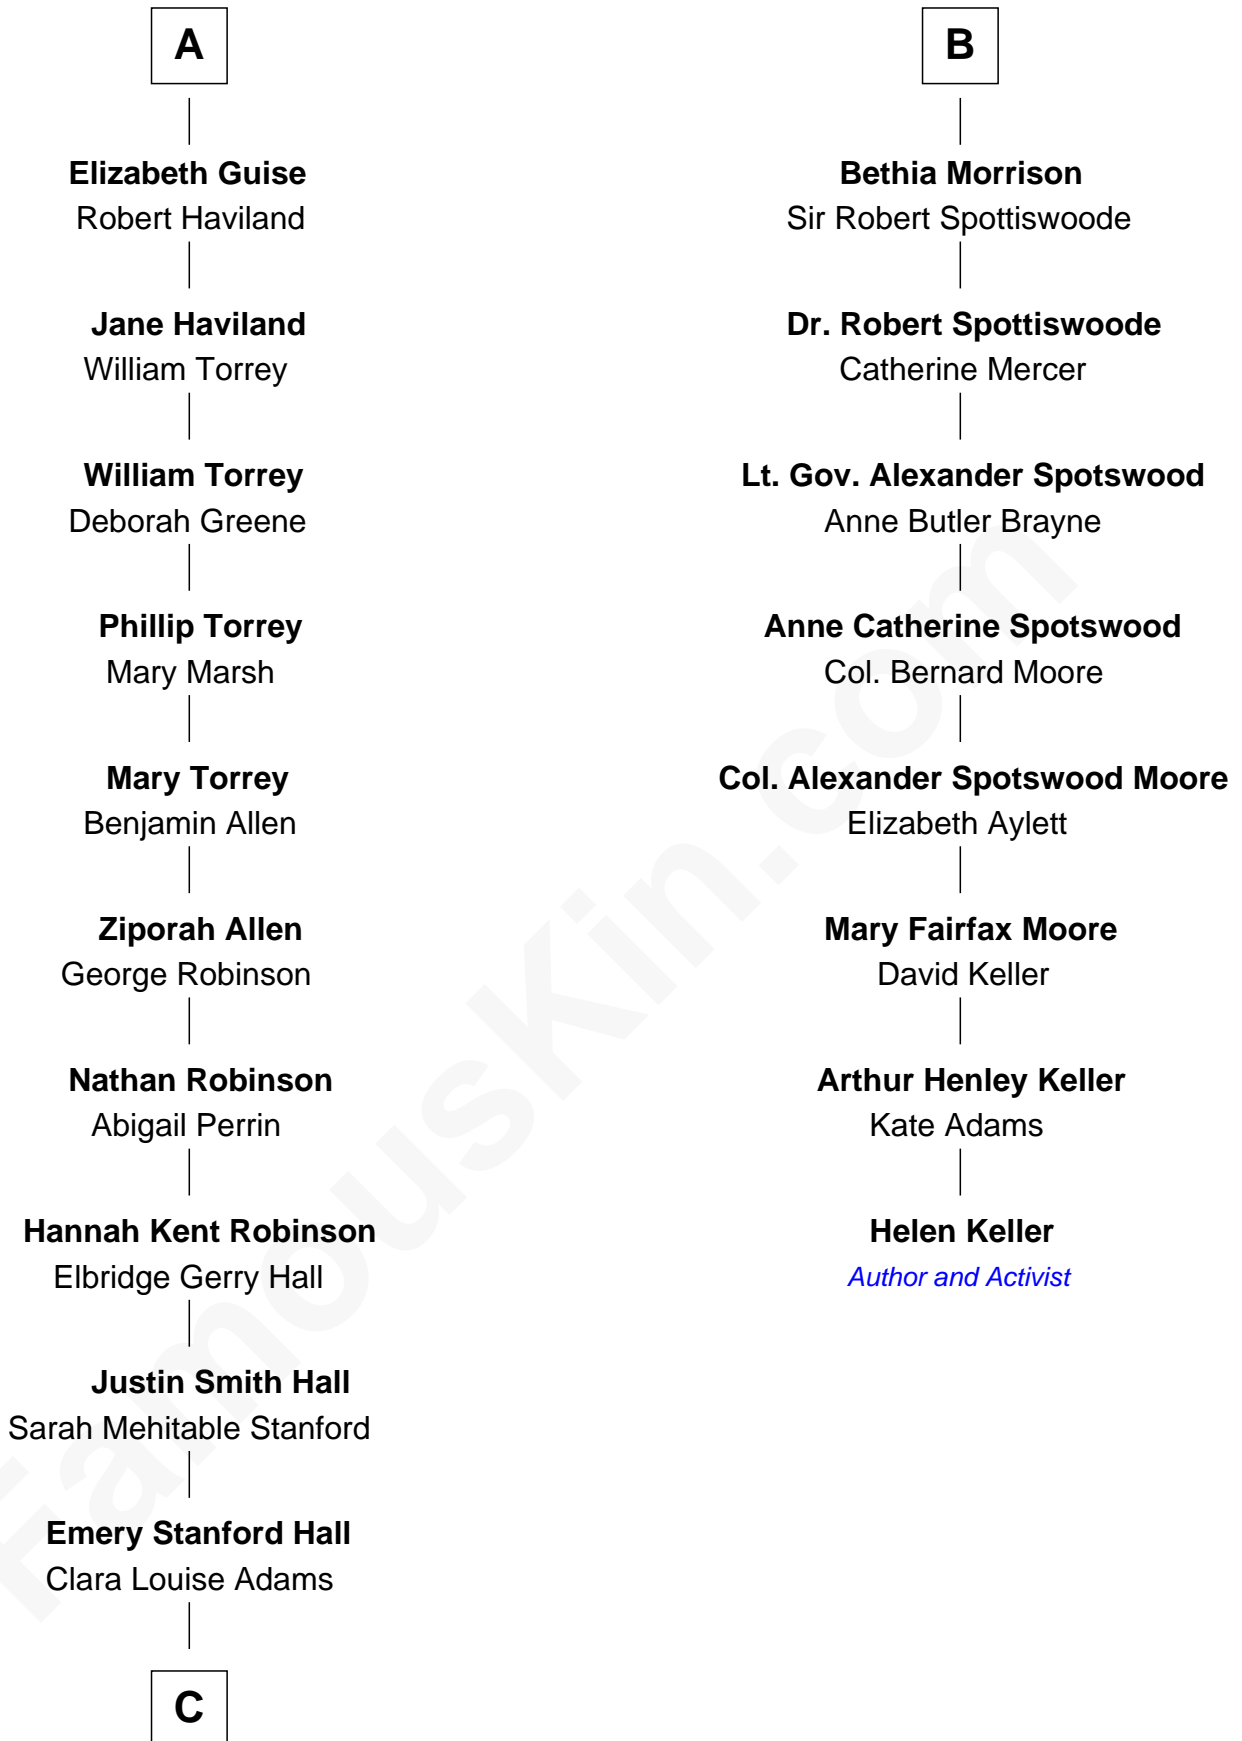 A
Elizabeth Guise
Robert Haviland
Jane Haviland
William Torrey
William Torrey
Deborah Greene
Phillip Torrey
Mary Marsh
Mary Torrey
Benjamin Allen
Ziporah Allen
George Robinson
Nathan Robinson
Abigail Perrin
Hannah Kent Robinson
Elbridge Gerry Hall
Justin Smith Hall
Sarah Mehitable Stanford
Emery Stanford Hall
Clara Louise Adams
C
B
Bethia Morrison
Sir Robert Spottiswoode
Dr. Robert Spottiswoode
Catherine Mercer
Lt. Gov. Alexander Spotswood
Anne Butler Brayne
Anne Catherine Spotswood
Col. Bernard Moore
Col. Alexander Spotswood Moore
Elizabeth Aylett
Mary Fairfax Moore
David Keller
Arthur Henley Keller
Kate Adams
Helen Keller
Author and Activist
FamousKin.com